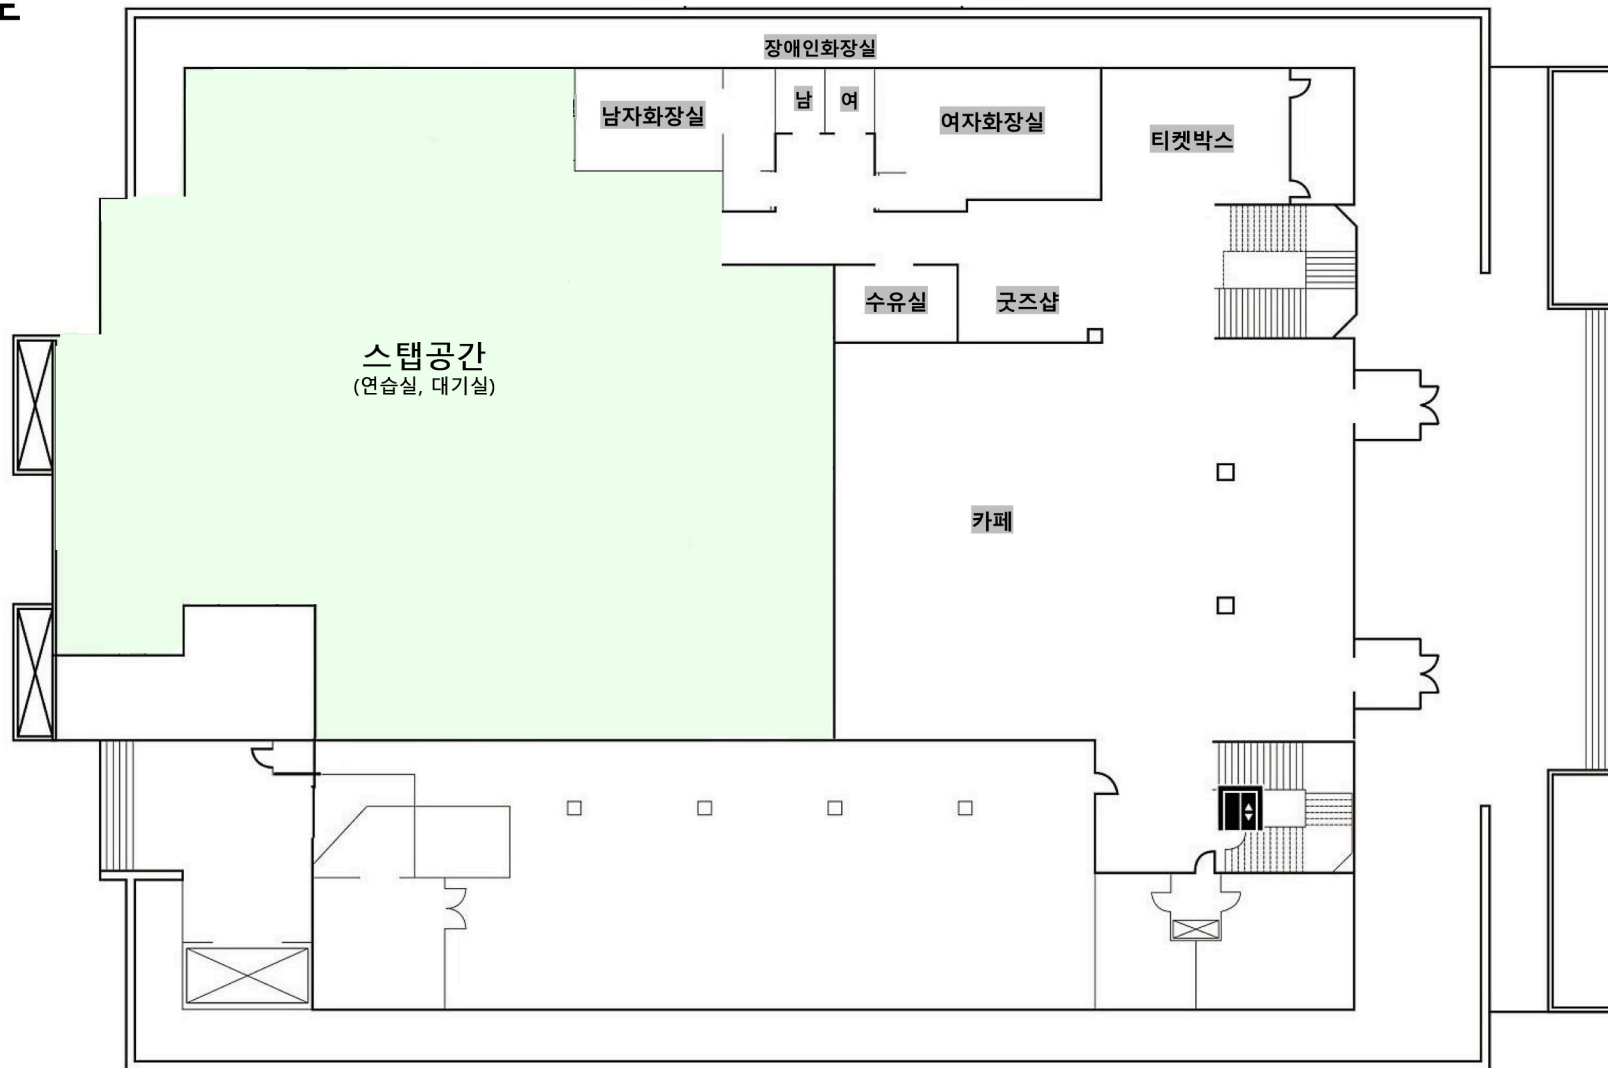 장애인화장실
남자화장실
남
여
여자화장실
티켓박스
수유실
굿즈샵
스탭공간
(연습실, 대기실)
카페